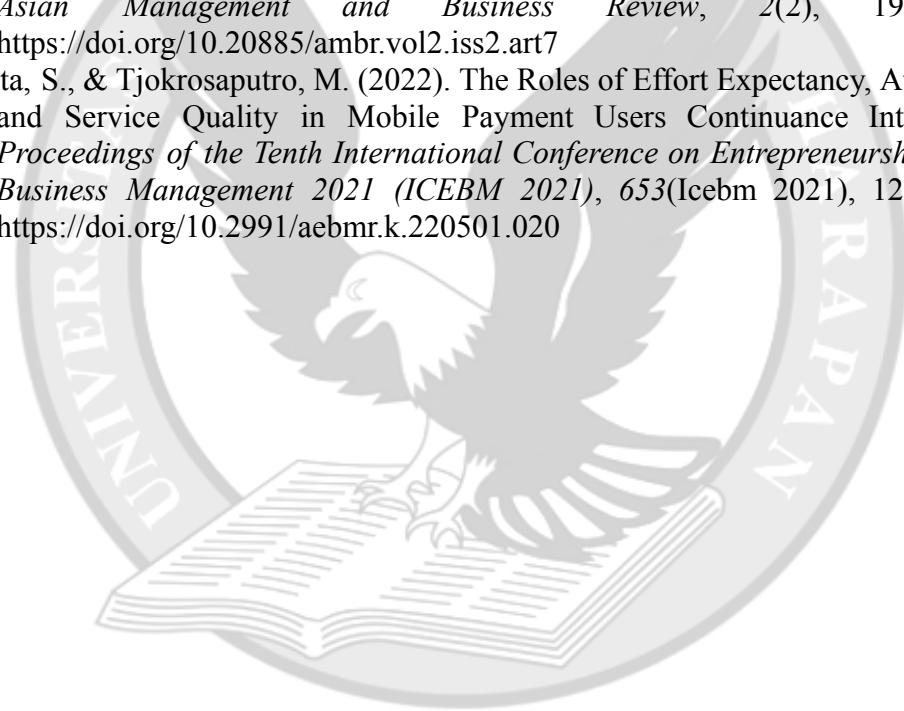 Asian Management and Business Review, 2(2), 19
https://doi.org/10.20885/ambr.vol2.iss2.art7
ta, S., & Tjokrosaputro, M. (2022). The Roles of Effort Expectancy,
and Service Quality in Mobile Payment Users Continuance
Proceedings of the Tenth International Conference on
Business Management 2021 (ICEBM 2021), 653(Icebm 2021), 12
https://doi.org/10.2991/aebmr.k.220501.020